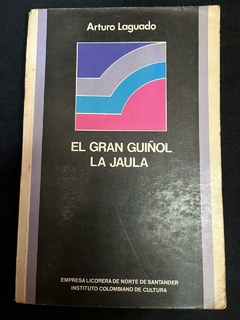 Arturo Laguado
EL GRAN GUIÑOL
LA JAULA
EMPRESA LICORERA DE NORTE DE SANTANDER
INSTITUTO COLOMBIANO DE CULTURA